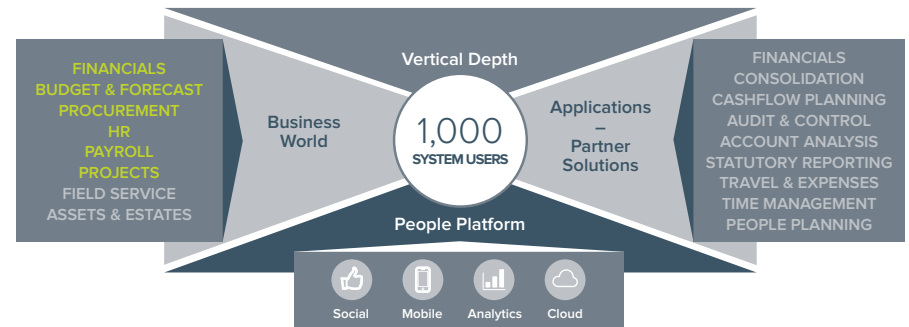 FINANCIALS
BUDGET & FORECAST
PROCUREMENT
HR
PAYROLL
PROJECTS
FIELD SERVICE
ASSETS & ESTATES
Business
World
Vertical Depth
1,000
SYSTEM USERS
People Platform
Applications
–
Partner
Solutions
FINANCIALS
CONSOLIDATION
CASHFLOW PLANNING
AUDIT & CONTROL
ACCOUNT ANALYSIS
STATUTORY REPORTING
TRAVEL & EXPENSES
TIME MANAGEMENT
PEOPLE PLANNING
Social
Mobile
Analytics
Cloud